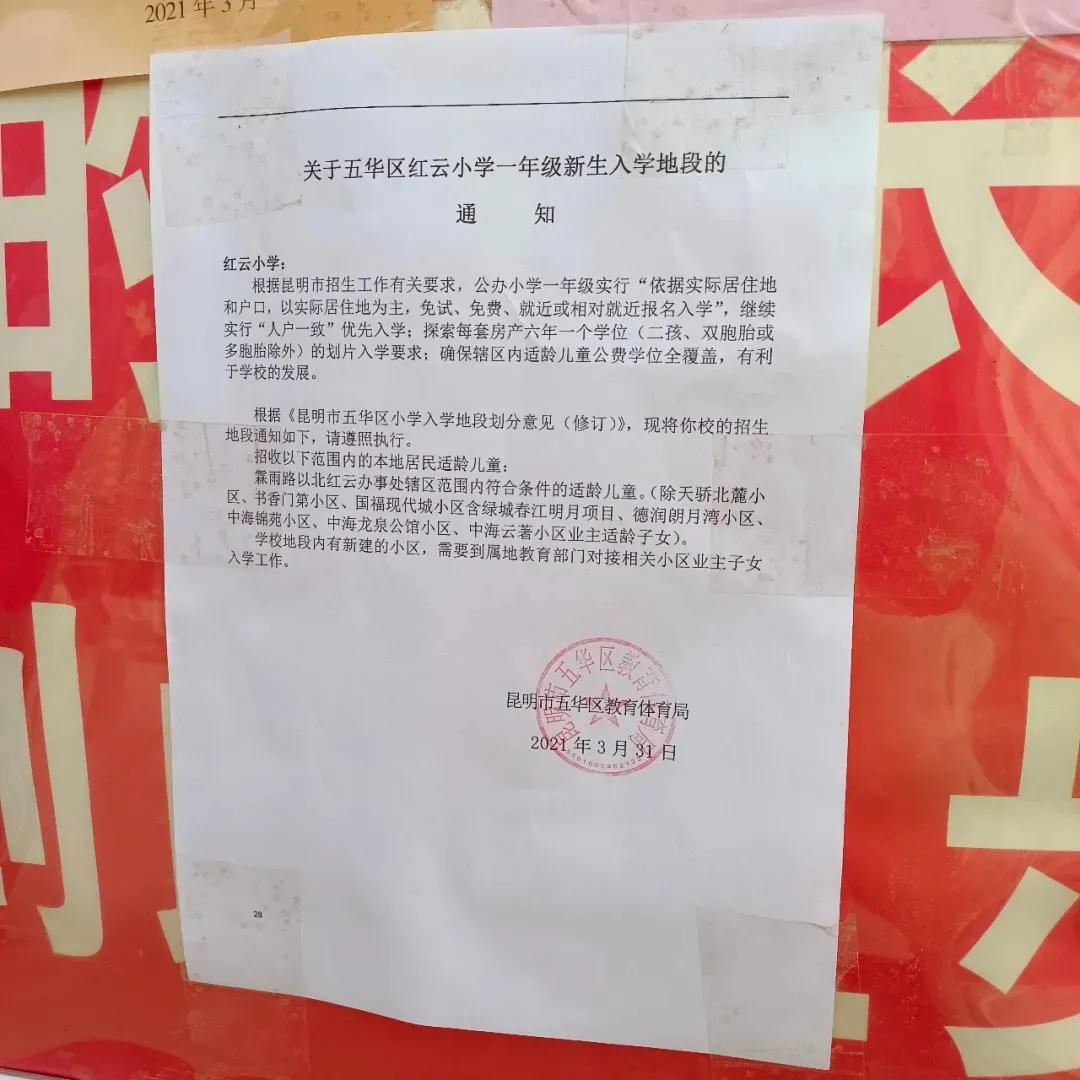 2021年3月
关于五华区红云小学一年级新生入学地段的
通 知
红云小学：
根据昆明市招生工作有关要求，公办小学一年级实行“依据实际居住地
和户口，以实际居住地为主，免试、免费、就近或相对就近报名入学”，继续
实行“人户一致”优先入学；探索每套房产六年一个学位（二孩、双胞胎或
多胞胎除外）的划片入学要求；确保辖区内适龄儿童公费学位全覆盖，有利
于学校的发展。
根据《昆明市五华区小学入学地段划分意见（修订）》，现将你校的招生
地段通知如下，请遵照执行。
招收以下范围内的本地居民适龄儿童：
霖雨路以北红云办事处辖区范围内符合条件的适龄儿童。（除天骄北麓小
区、书香门第小区、国福现代城小区含绿城春江明月项目、德润朗月湾小区、
中海锦苑小区、中海龙泉公馆小区、中海云著小区业主适龄子女）。
学校地段内有新建的小区，需要到属地教育部门对接相关小区业主子女
入学工作。
昆明市五华区教育体育局
昆明市五华区教育体育局
2021年3月31日
28